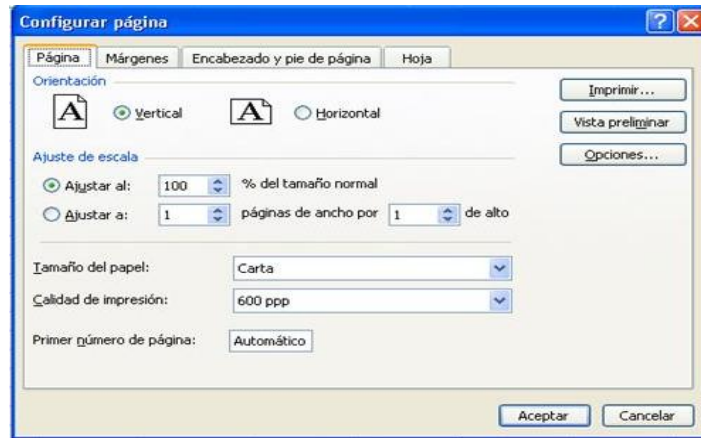 Configurar página
Página Márgenes Encabezado y pie de página Hoja
Orientación
A Vertical A Horizontal
Imprimir...
Vista preliminar
Opciones...
Ajuste de escala
Ajustar al: 100 % del tamaño normal
Ajustar a: 1 páginas de ancho por 1 de alto
Tamaño del papel: Carta
Calidad de impresión: 600 ppp
Primer número de página: Automático
Aceptar Cancelar